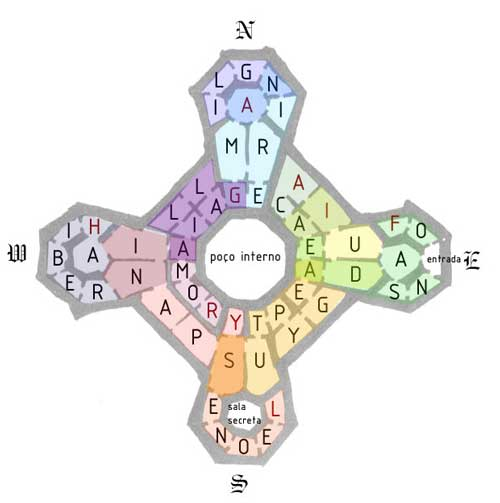 N
L G N
I A I
M R
L A G E A
L I A C A I
W I H I A E U F O
B A M A D A entrada E
E R N O poço interno E S N
A R Y T P G
P S U Y
E sala L
secreta
N O E
S